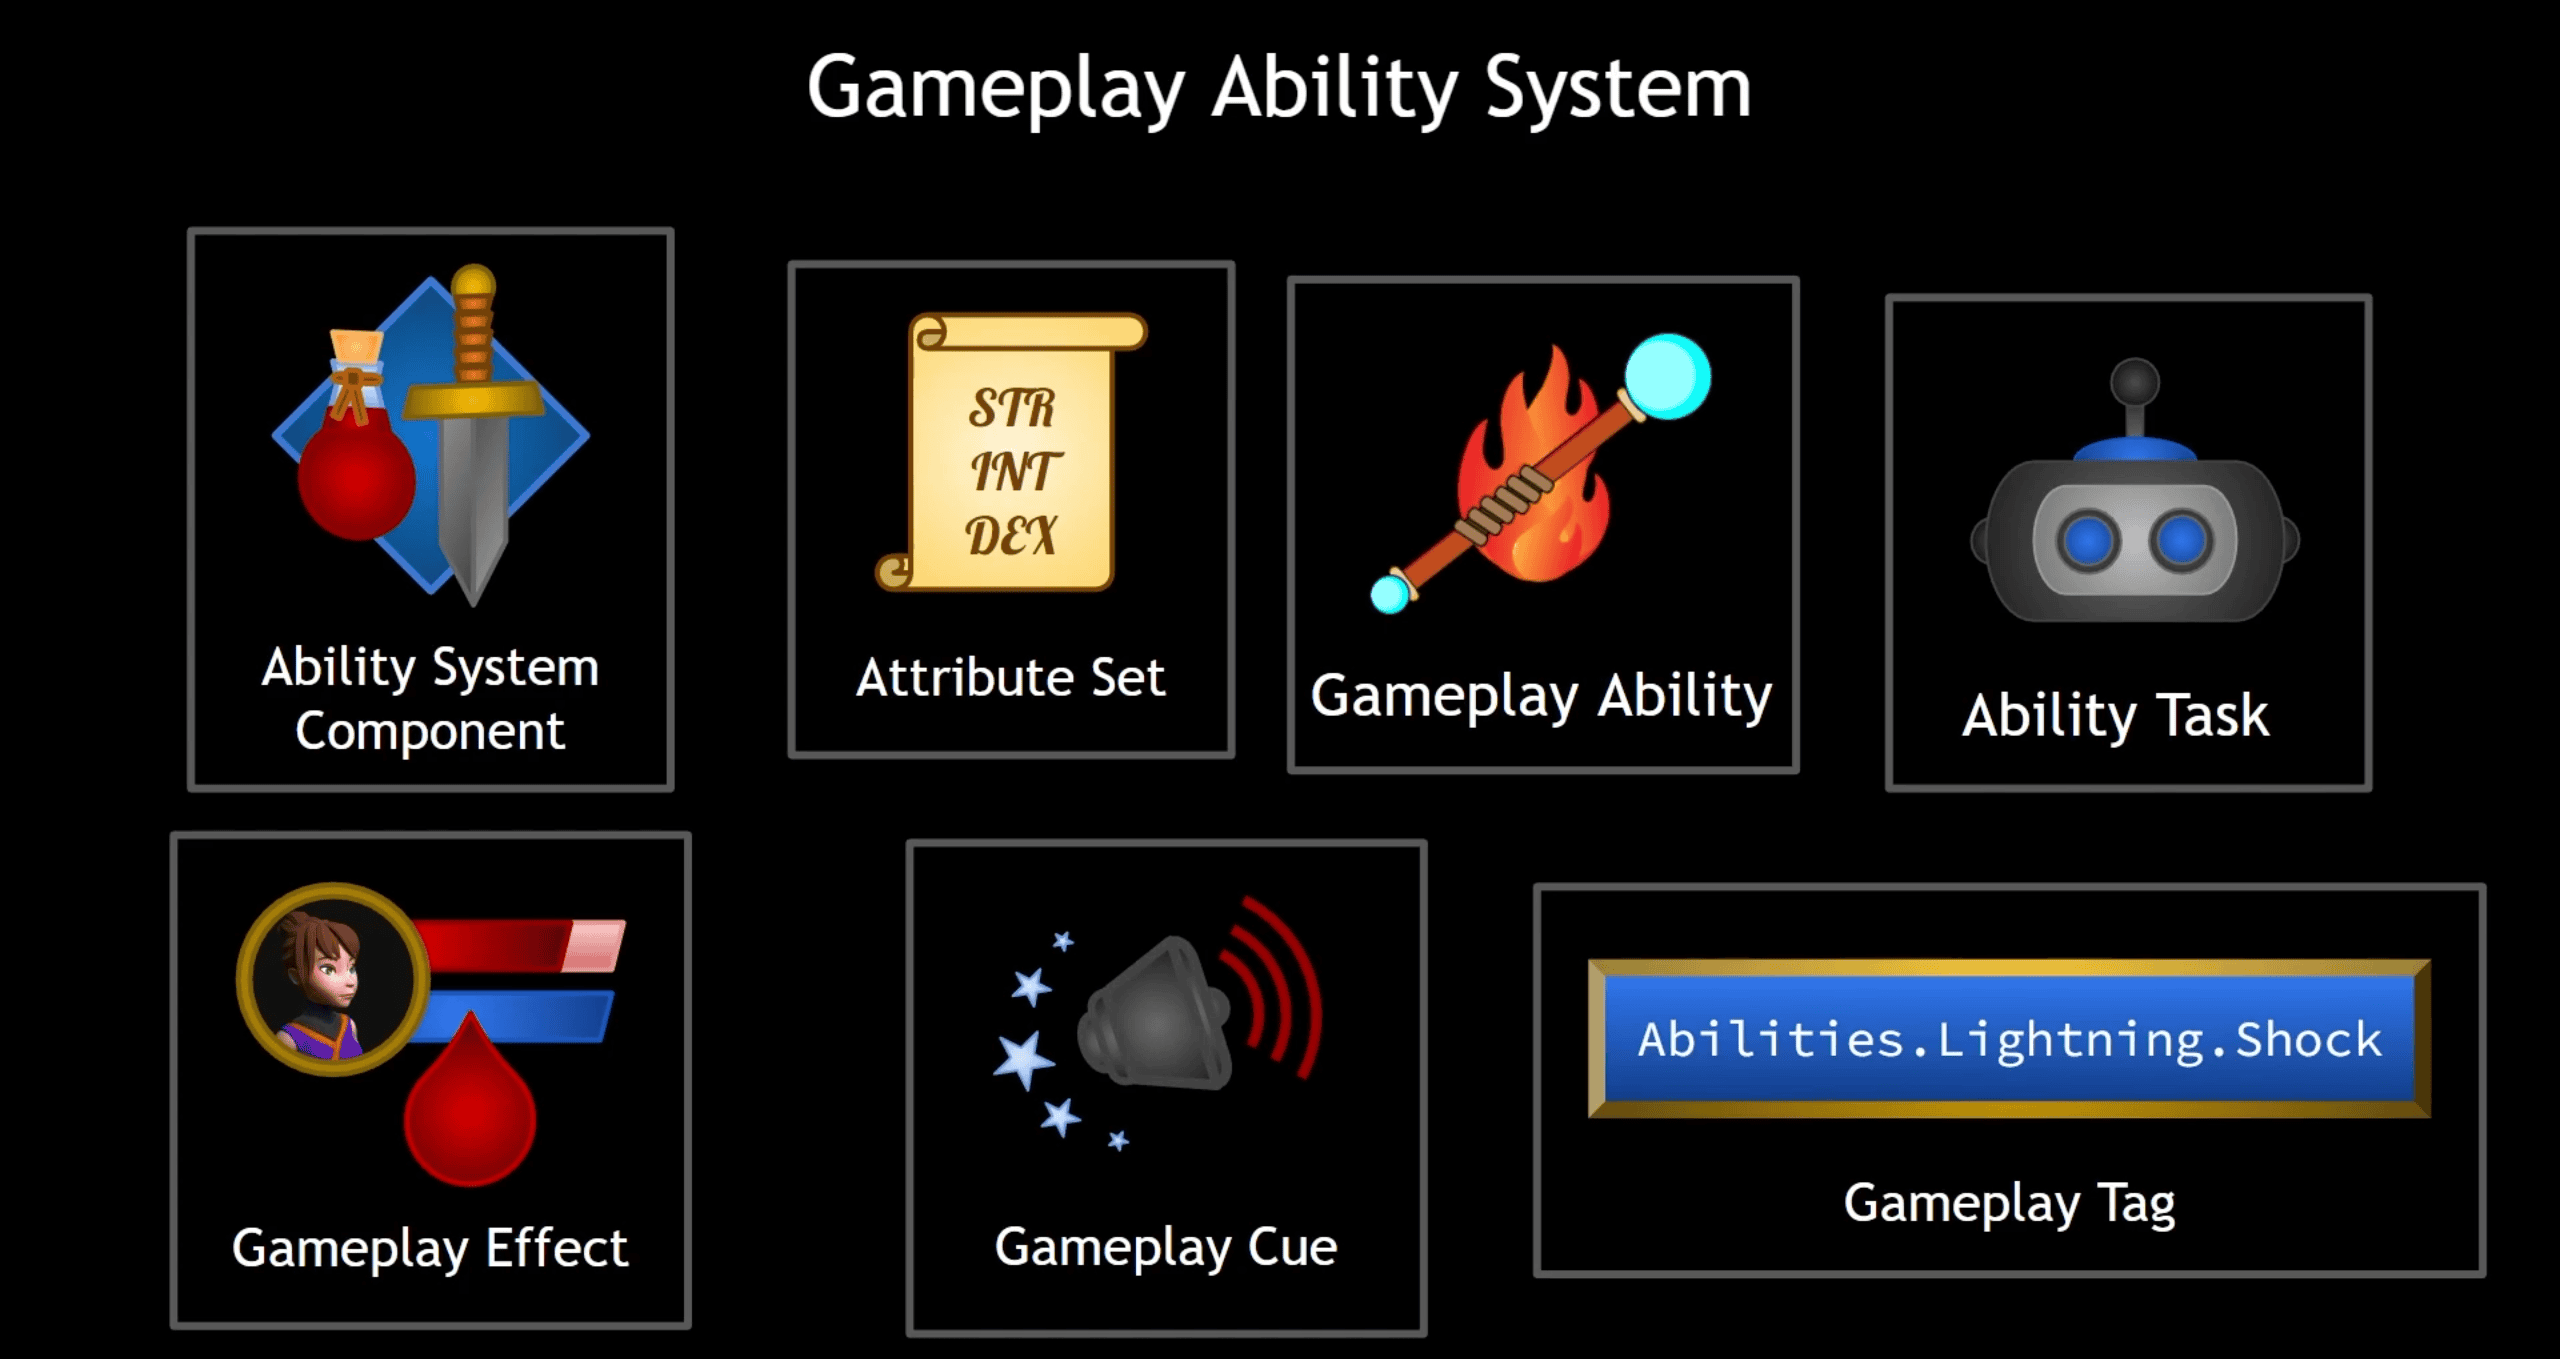 Gameplay Ability System
Ability System
Component
STR
INT
DEX
Attribute Set
Gameplay Ability
Ability Task
Gameplay Effect
Gameplay Cue
Abilities.Lightning.Shock
Gameplay Tag